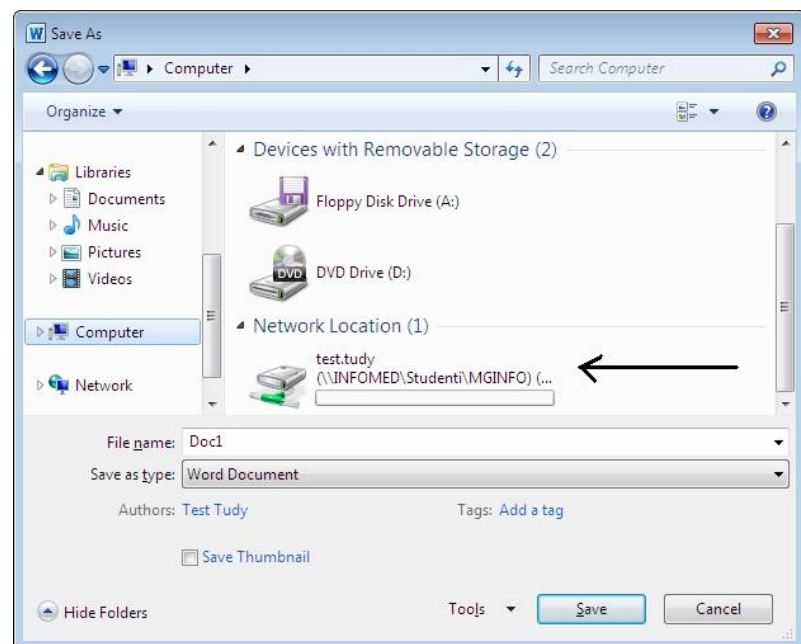 Save As
Computer
Search Computer
Organize
Libraries
Documents
Music
Pictures
Videos
Computer
Network
Devices with Removable Storage (2)
Floppy Disk Drive (A:)
DVD
DVD Drive (D:)
Network Location (1)
test.tudy
(\\INFOMED\Studenti\MGINFO) (...
File name: Doc1
Save as type: Word Document
Authors: Test Tudy Tags: Add a tag
Save Thumbnail
Hide Folders Tools Save Cancel